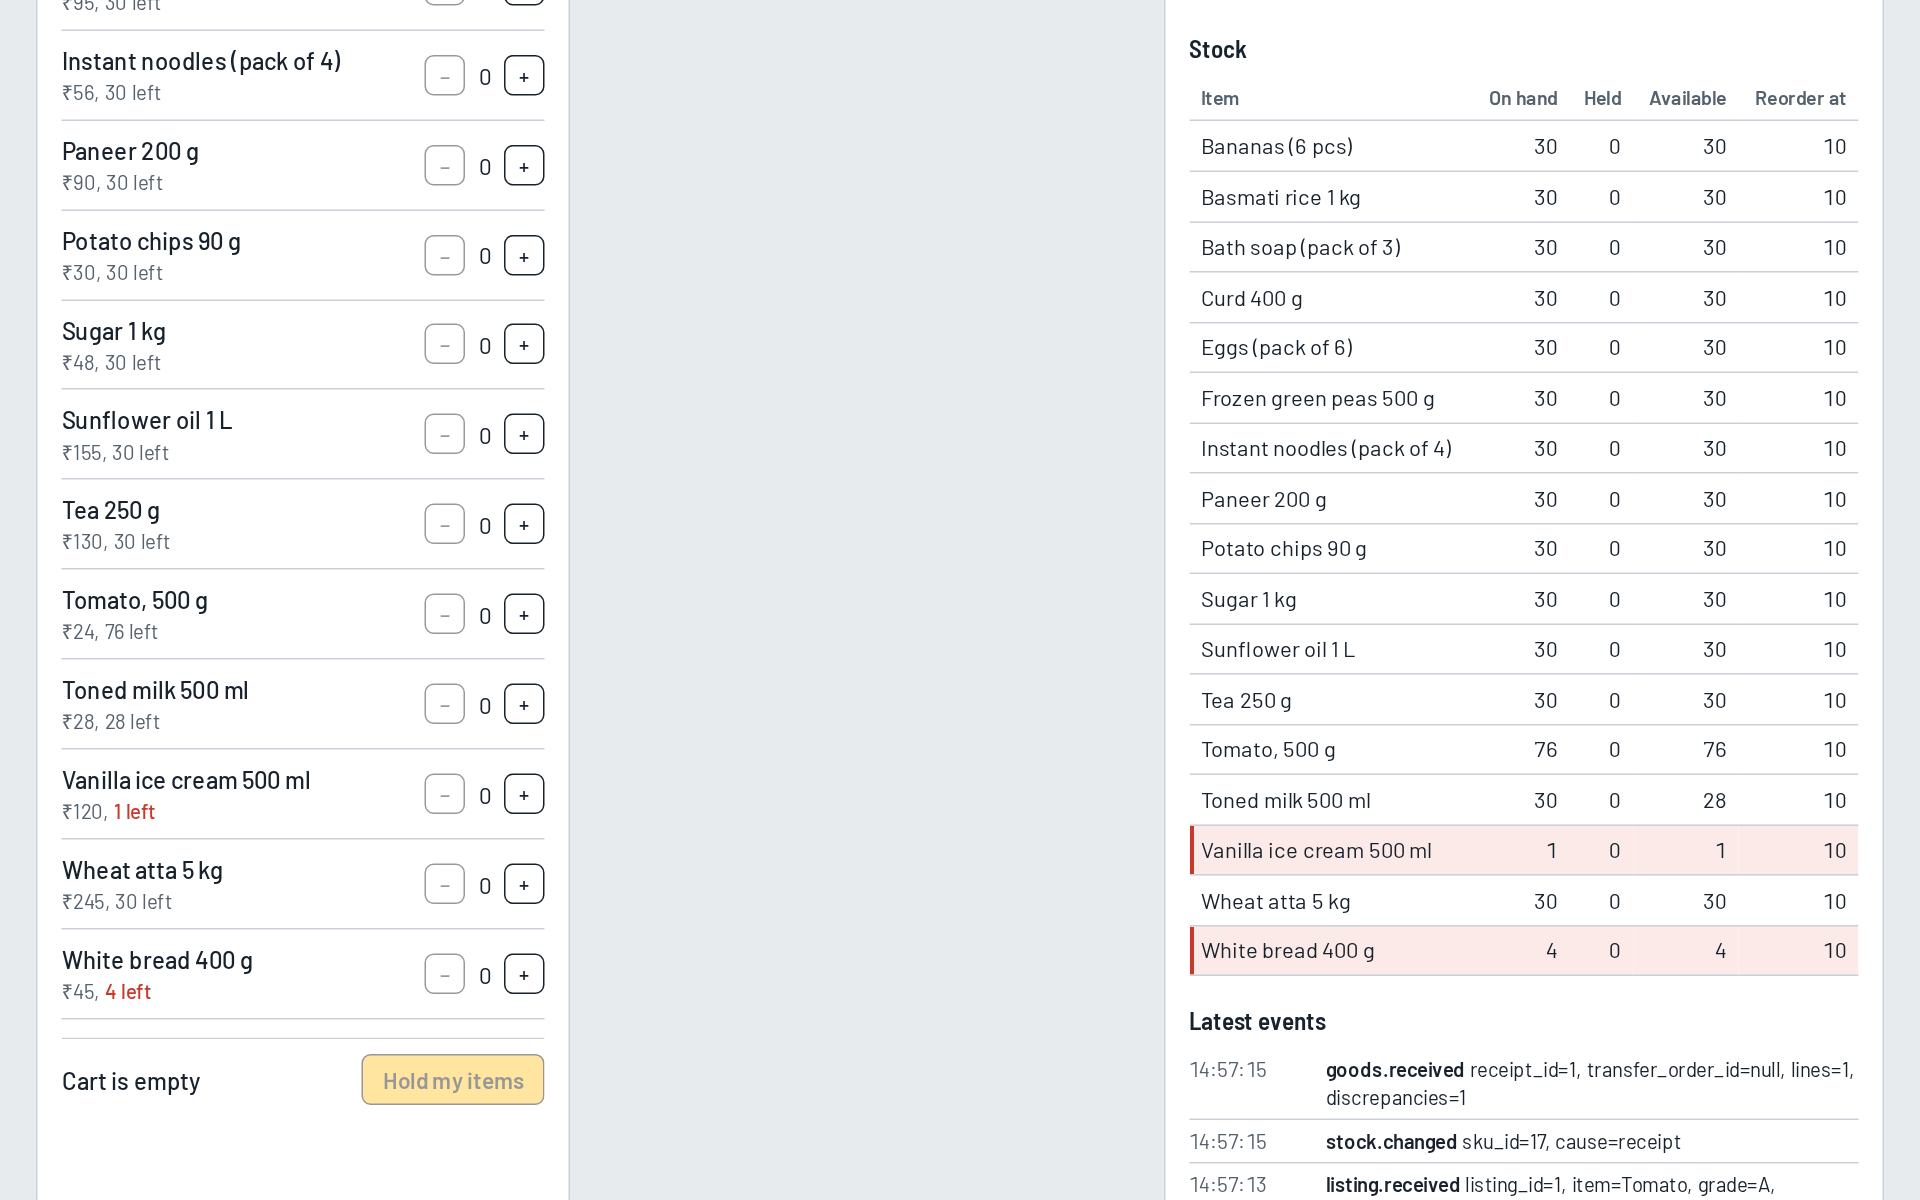 ₹95, 30 left
Instant noodles (pack of 4)
₹56, 30 left
– 0 +
Paneer 200 g
₹90, 30 left
– 0 +
Potato chips 90 g
₹30, 30 left
– 0 +
Sugar 1 kg
₹48, 30 left
– 0 +
Sunflower oil 1 L
₹155, 30 left
– 0 +
Tea 250 g
₹130, 30 left
– 0 +
Tomato, 500 g
₹24, 76 left
– 0 +
Toned milk 500 ml
₹28, 28 left
– 0 +
Vanilla ice cream 500 ml
₹120, 1 left
– 0 +
Wheat atta 5 kg
₹245, 30 left
– 0 +
White bread 400 g
₹45, 4 left
– 0 +
Cart is empty
Hold my items
Stock
Item On hand Held Available Reorder at
Bananas (6 pcs) 30 0 30 10
Basmati rice 1 kg 30 0 30 10
Bath soap (pack of 3) 30 0 30 10
Curd 400 g 30 0 30 10
Eggs (pack of 6) 30 0 30 10
Frozen green peas 500 g 30 0 30 10
Instant noodles (pack of 4) 30 0 30 10
Paneer 200 g 30 0 30 10
Potato chips 90 g 30 0 30 10
Sugar 1 kg 30 0 30 10
Sunflower oil 1 L 30 0 30 10
Tea 250 g 30 0 30 10
Tomato, 500 g 76 0 76 10
Toned milk 500 ml 30 0 28 10
Vanilla ice cream 500 ml 1 0 1 10
Wheat atta 5 kg 30 0 30 10
White bread 400 g 4 0 4 10
Latest events
14:57:15 goods.received receipt_id=1, transfer_order_id=null, lines=1,
discrepancies=1
14:57:15 stock.changed sku_id=17, cause=receipt
14:57:13 listing.received listing_id=1, item=Tomato, grade=A,